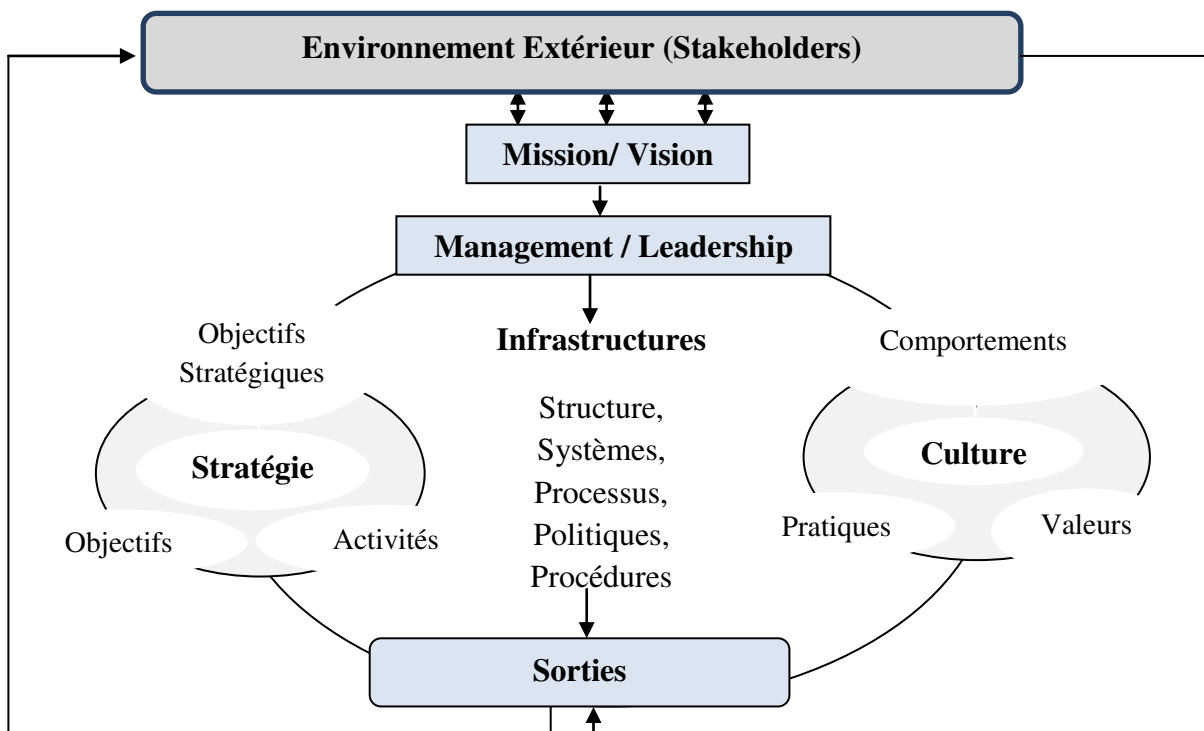 Environnement Extérieur (Stakeholders)
Mission/ Vision
Management / Leadership
Objectifs
Stratégiques
Stratégie
Objectifs
Activités
Infrastructures
Structure,
Systèmes,
Processus,
Politiques,
Procédures
Comportements
Culture
Pratiques
Valeurs
Sorties